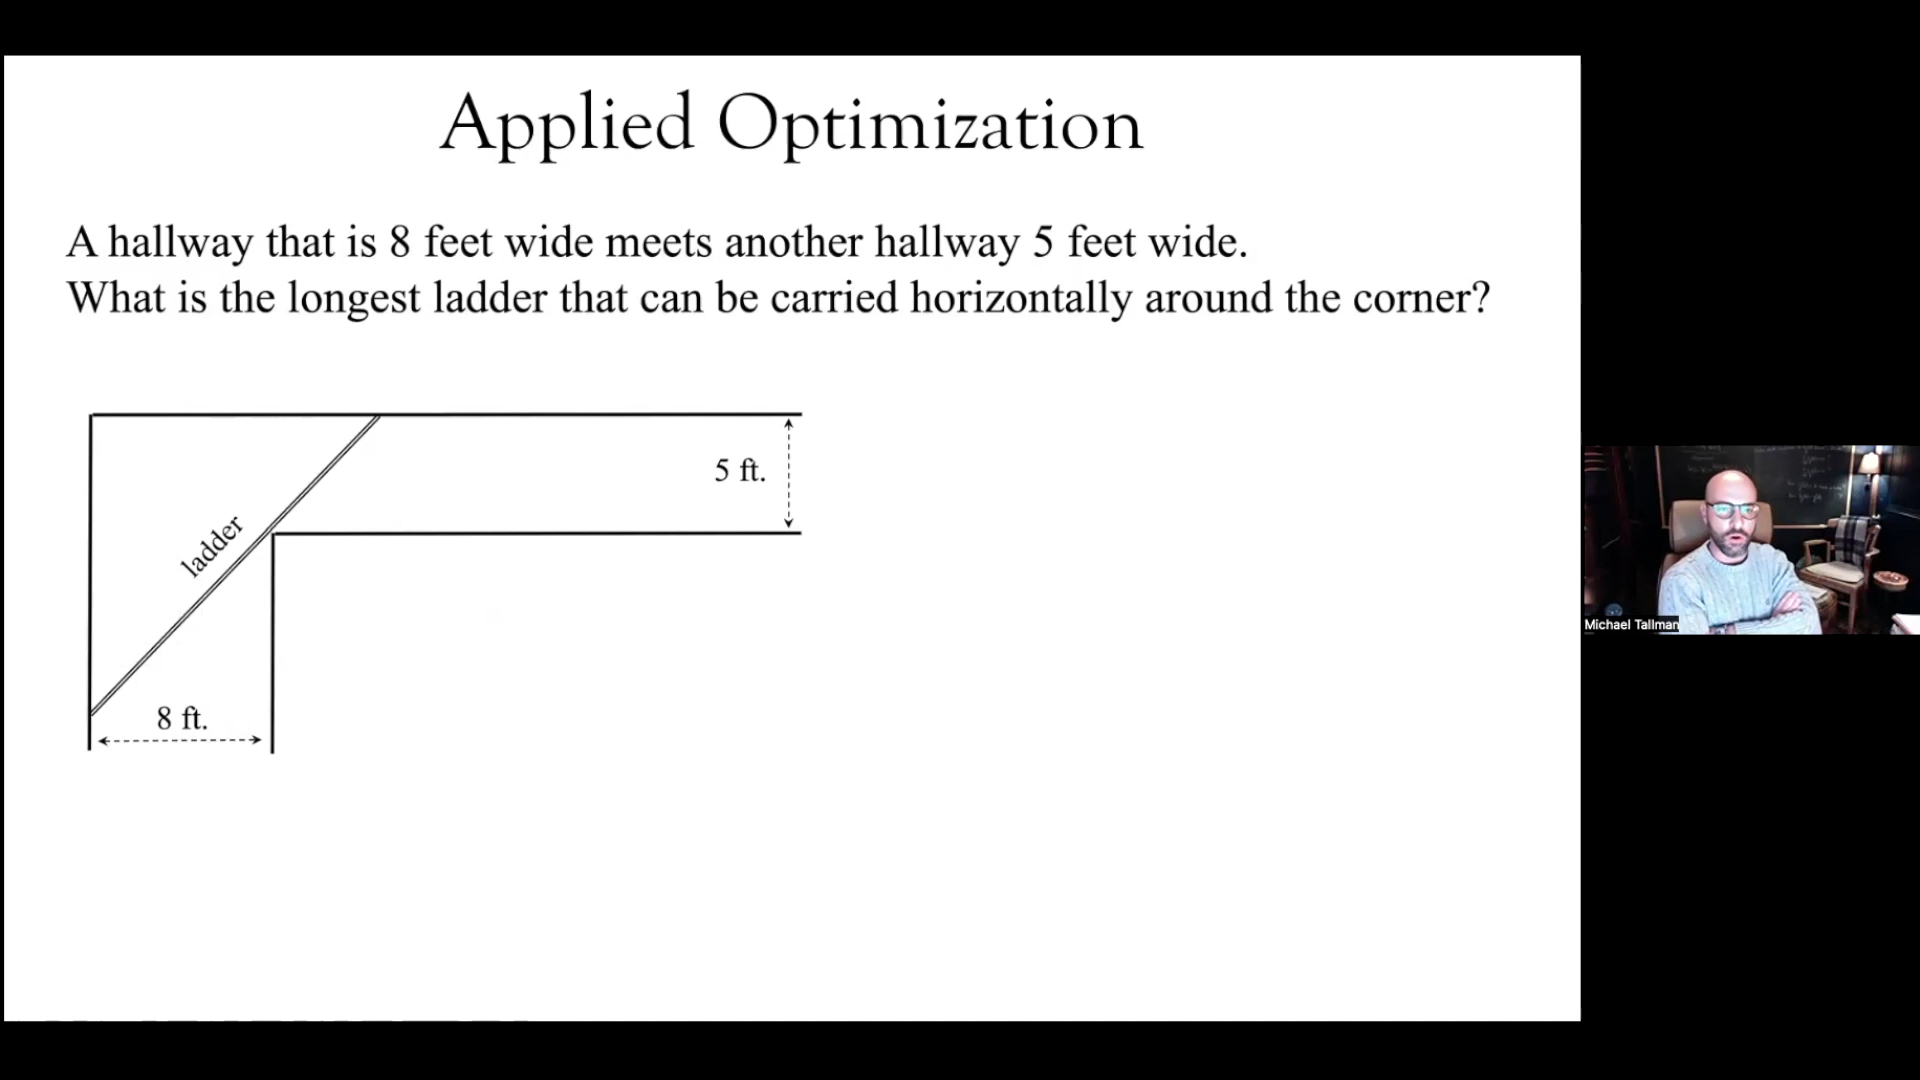 Applied Optimization
A hallway that is 8 feet wide meets another hallway 5 feet wide.
What is the longest ladder that can be carried horizontally around the corner?
5 ft.
ladder
8 ft.
Michael Tallman